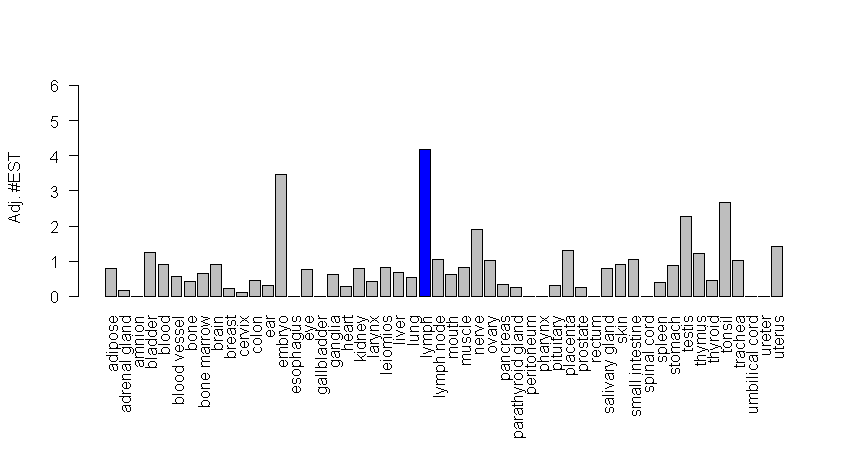 Adj. #EST
6
5
4
3
2
1
0
adipose
adrenal gland
amnion
bladder
blood
blood vessel
bone
bone marrow
brain
breast
cervix
colon
ear
embryo
esophagus
eye
gallbladder
ganglia
heart
kidney
larynx
leiomios
liver
lung
lymph
lymph node
mouth
muscle
nerve
ovary
pancreas
parathyroid gland
peritoneum
pharynx
pituitary
placenta
prostate
rectum
salivary gland
skin
small intestine
spinal cord
spleen
stomach
testis
thymus
thyroid
tonsil
trachea
umbilical cord
ureter
uterus